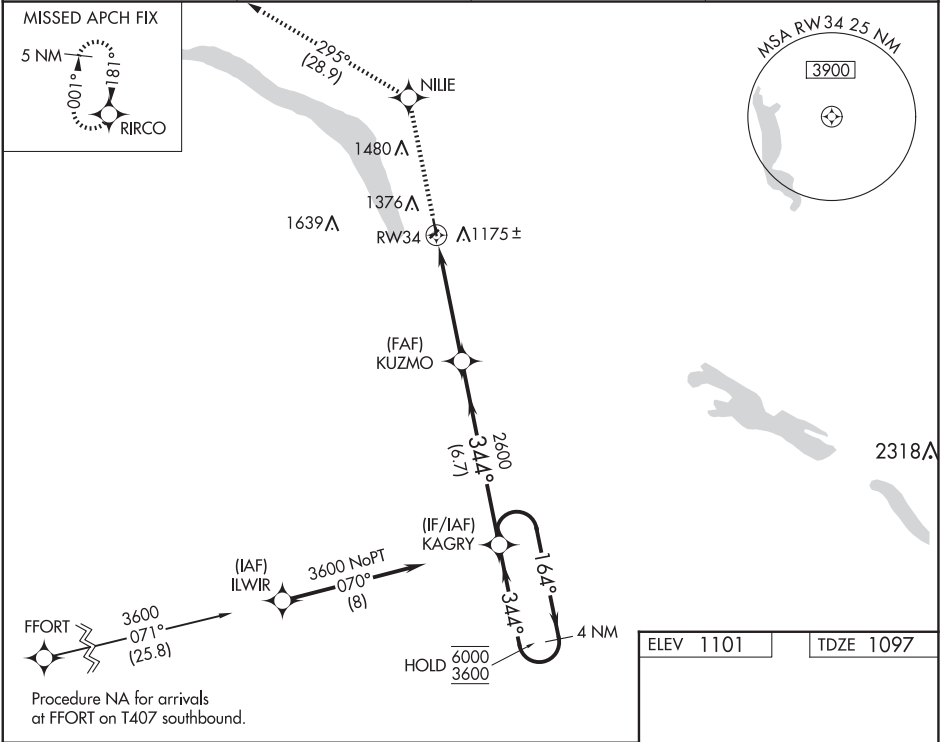 MISSED APCH FIX
5 NM
001°
181°
RIRCO
295°
(28.9)
NILIE
MSA RW34 25 NM
3900
1480
1376
1639
RW34
1175 ±
(FAF)
KUZMO
2600
344°
(6.7)
2318
(IF/IAF)
KAGRY
164°
344°
4 NM
HOLD
6000
3600
(IAF)
ILWIR
3600 NoPT
070°
(8)
FFORT
3600
071°
(25.8)
Procedure NA for arrivals
at FFORT on T407 southbound.
ELEV 1101
TDZE 1097